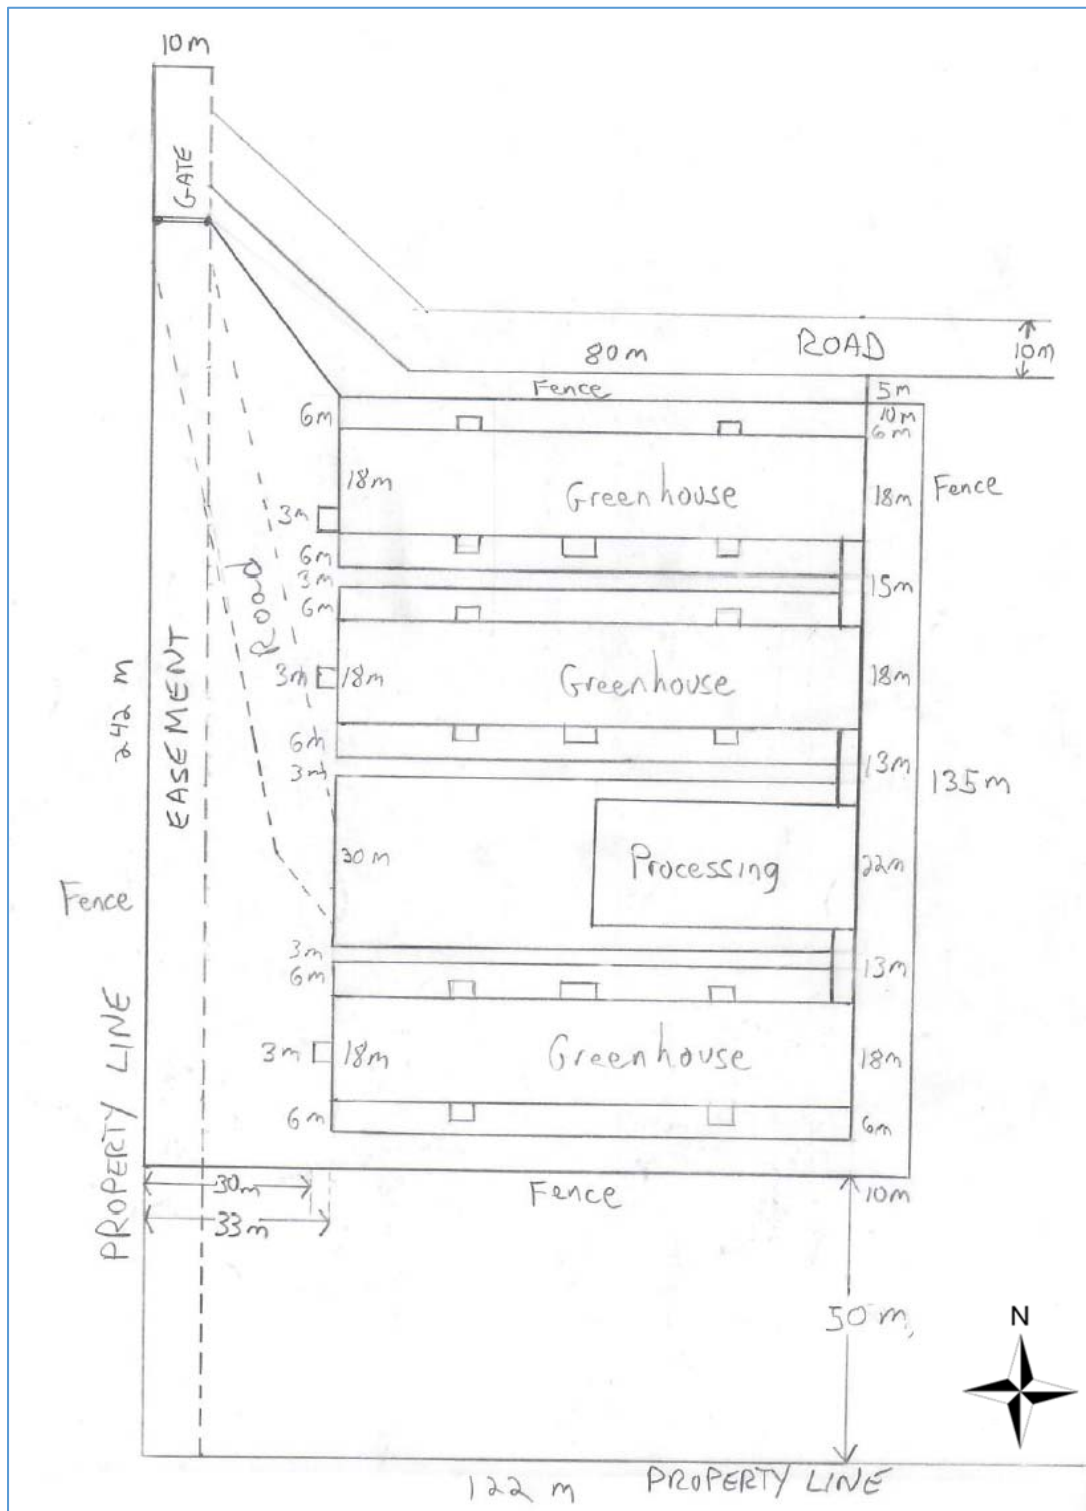 10m
GATE
ROAD
10m
80m
Fence
5m
10m
6m
6m
18m
Greenhouse
18m
Fence
3m
6m
3m
15m
6m
Road
3m
18m
Greenhouse
18m
6m
3m
13m
135m
242 m
EASEMENT
30m
Processing
22m
Fence
3m
6m
13m
3m
18m
Greenhouse
18m
6m
6m
PROPERTY LINE
30m
Fence
10m
33m
50m
N
122 m
PROPERTY LINE